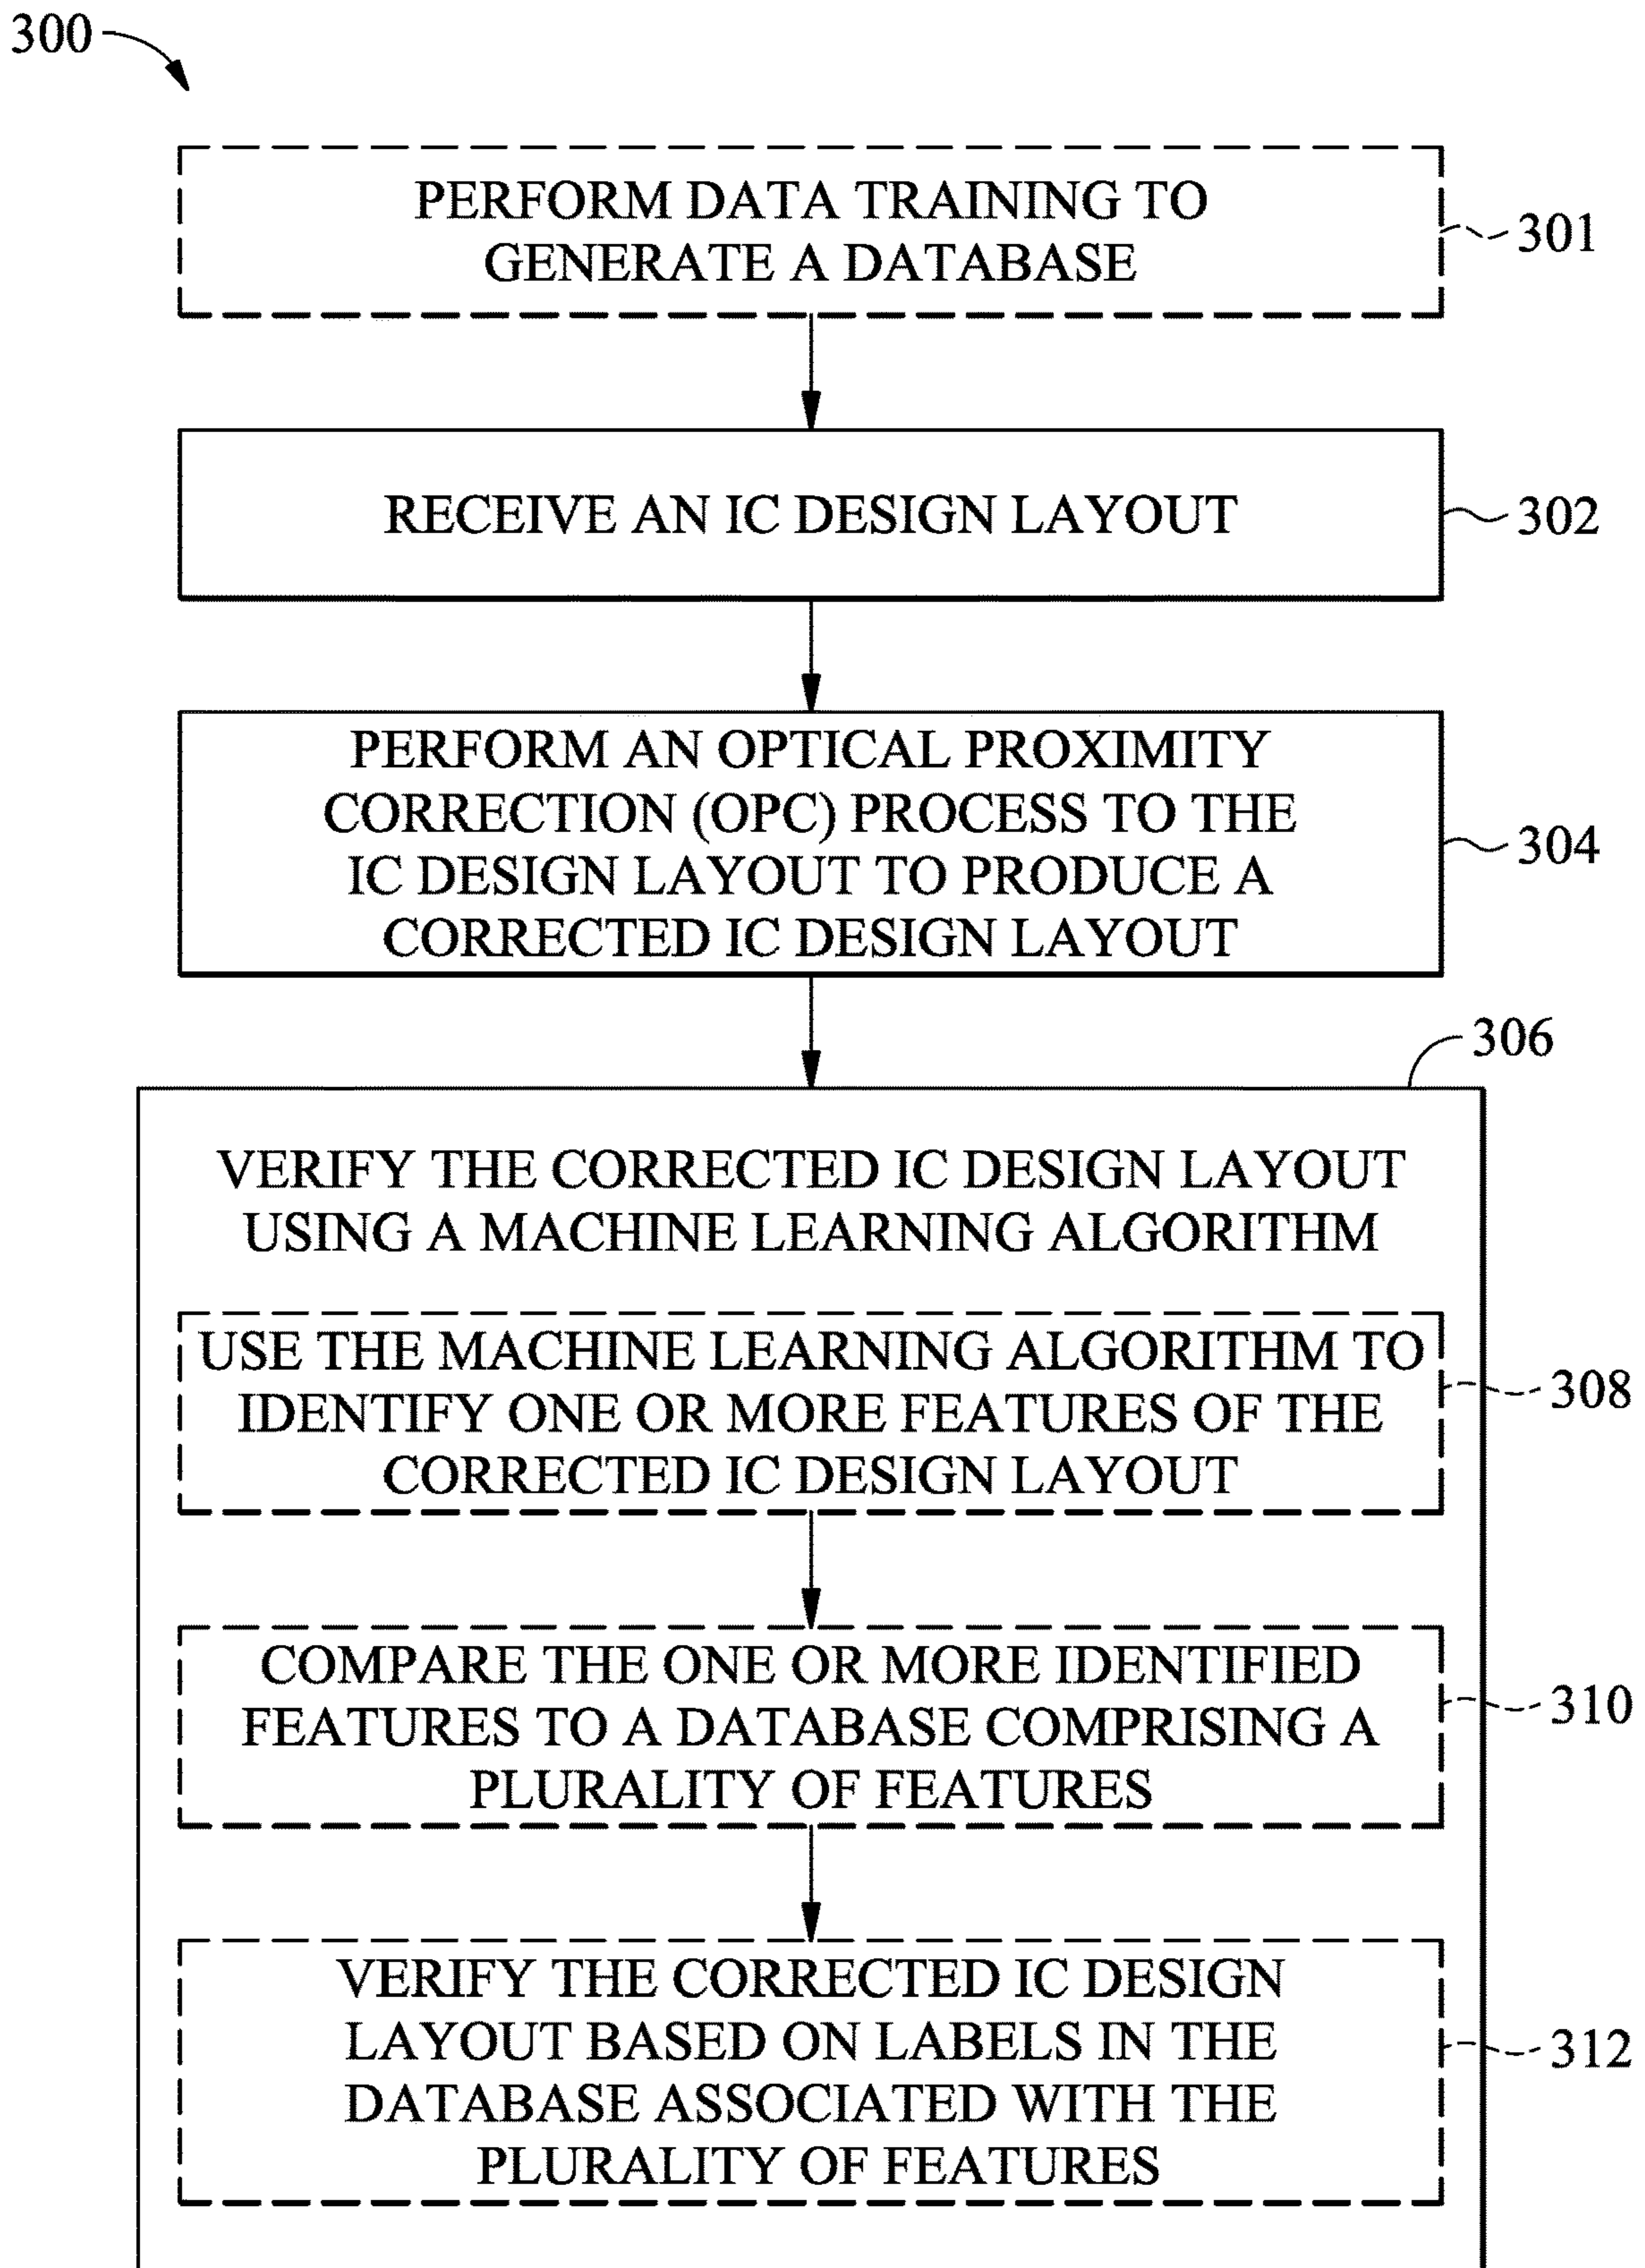 300
PERFORM DATA TRAINING TO
GENERATE A DATABASE
301
RECEIVE AN IC DESIGN LAYOUT
302
PERFORM AN OPTICAL PROXIMITY
CORRECTION (OPC) PROCESS TO THE
IC DESIGN LAYOUT TO PRODUCE A
CORRECTED IC DESIGN LAYOUT
304
306
VERIFY THE CORRECTED IC DESIGN LAYOUT
USING A MACHINE LEARNING ALGORITHM
USE THE MACHINE LEARNING ALGORITHM TO
IDENTIFY ONE OR MORE FEATURES OF THE
CORRECTED IC DESIGN LAYOUT
308
COMPARE THE ONE OR MORE IDENTIFIED
FEATURES TO A DATABASE COMPRISING A
PLURALITY OF FEATURES
310
VERIFY THE CORRECTED IC DESIGN
LAYOUT BASED ON LABELS IN THE
DATABASE ASSOCIATED WITH THE
PLURALITY OF FEATURES
312